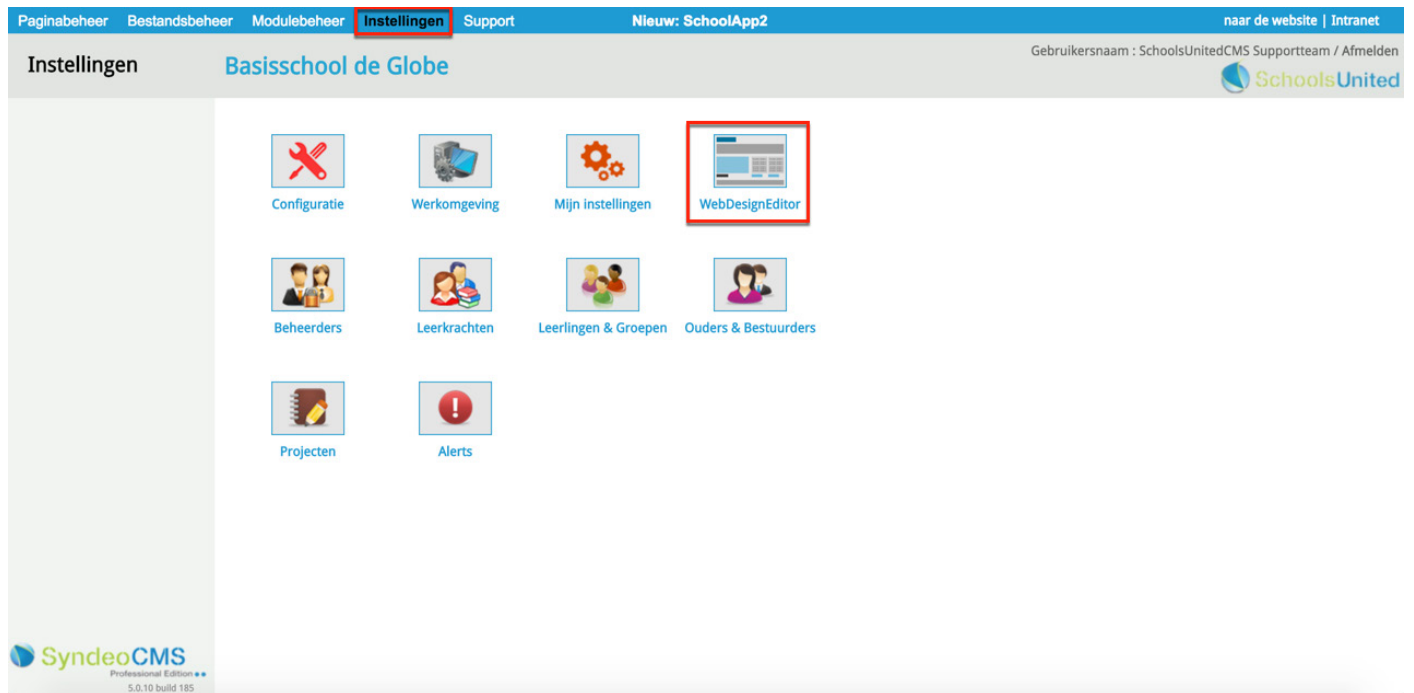 Paginabeheer Bestandsbeheer Modulebeheer Instellingen Support Nieuw: SchoolApp2 naar de website | Intranet
Instellingen Basisschool de Globe Gebruikersnaam : SchoolsUnitedCMS Supportteam / Afmelden
SchoolsUnited
Configuratie Werkomgeving Mijn instellingen WebDesignEditor
Beheerders Leerkrachten Leerlingen & Groepen Ouders & Bestuurders
Projecten Alerts
SyndeoCMS
Professional Edition
5.0.10 build 185